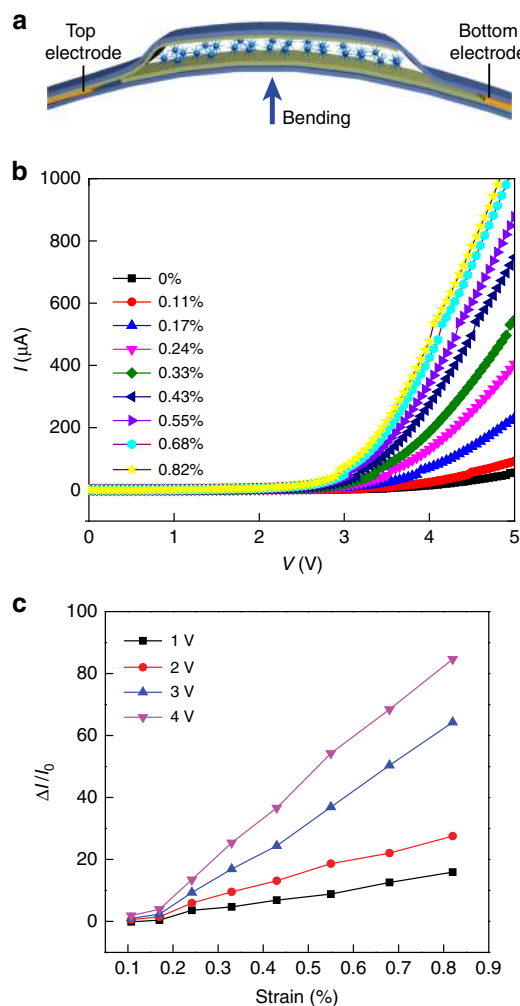 a
Top
electrode
Bottom
electrode
Bending
b
1000
800
600
400
200
0
I (μA)
0%
0.11%
0.17%
0.24%
0.33%
0.43%
0.55%
0.68%
0.82%
0 1 2 3 4 5
V (V)
c
100
80
60
40
20
0
ΔI/I0
1 V
2 V
3 V
4 V
0.1 0.2 0.3 0.4 0.5 0.6 0.7 0.8 0.9
Strain (%)